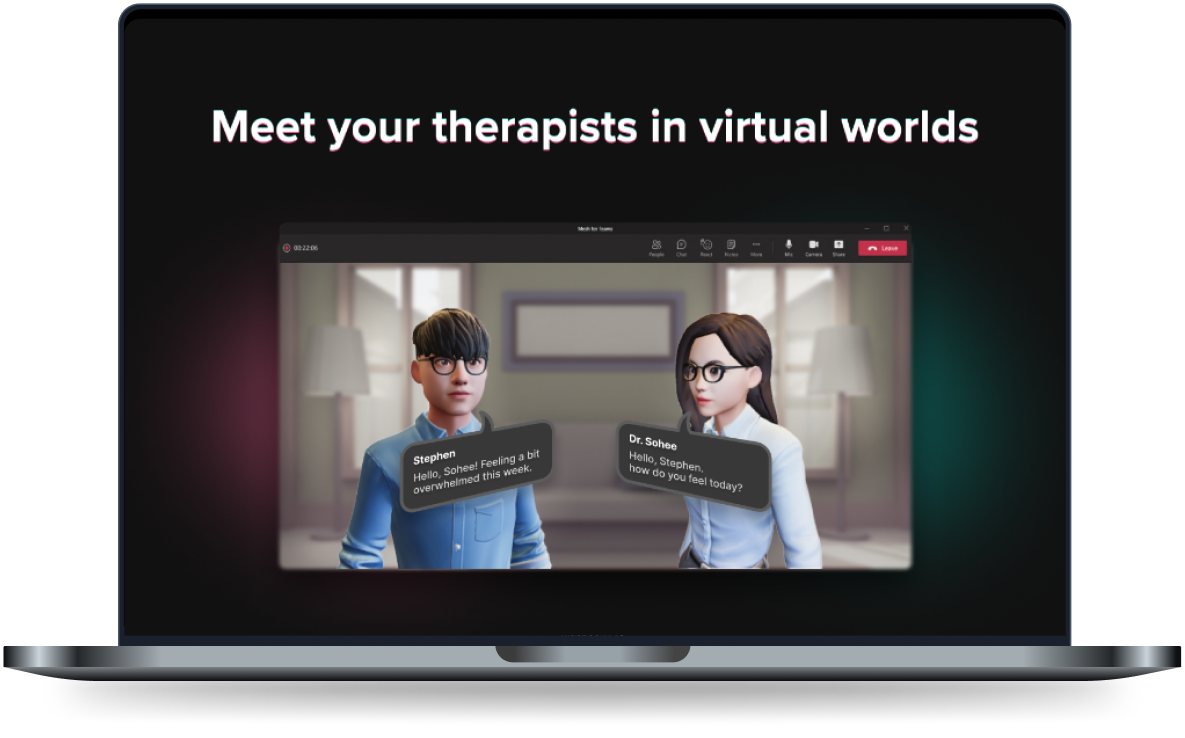 Meet your therapists in virtual worlds
Mesh for Teams
00:22:06
People
Chat
React
Notes
More
Mic
Camera
Share
Leave
Stephen
Hello, Sohee! Feeling a bit
overwhelmed this week.
Dr. Sohee
Hello, Stephen.
how do you feel today?